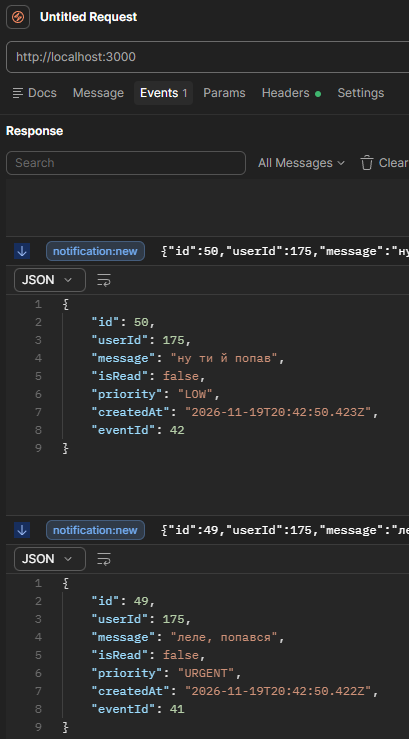 Untitled Request
http://localhost:3000
Docs Message Events 1 Params Headers Settings
Response
Search All Messages Clear
notification:new {"id":50,"userId":175,"message":"ну
JSON
1 {
2 "id": 50,
3 "userId": 175,
4 "message": "ну ти й попав",
5 "isRead": false,
6 "priority": "LOW",
7 "createdAt": "2026-11-19T20:42:50.423Z",
8 "eventId": 42
9 }
notification:new {"id":49,"userId":175,"message":"ле
JSON
1 {
2 "id": 49,
3 "userId": 175,
4 "message": "леле, попався",
5 "isRead": false,
6 "priority": "URGENT",
7 "createdAt": "2026-11-19T20:42:50.422Z",
8 "eventId": 41
9 }